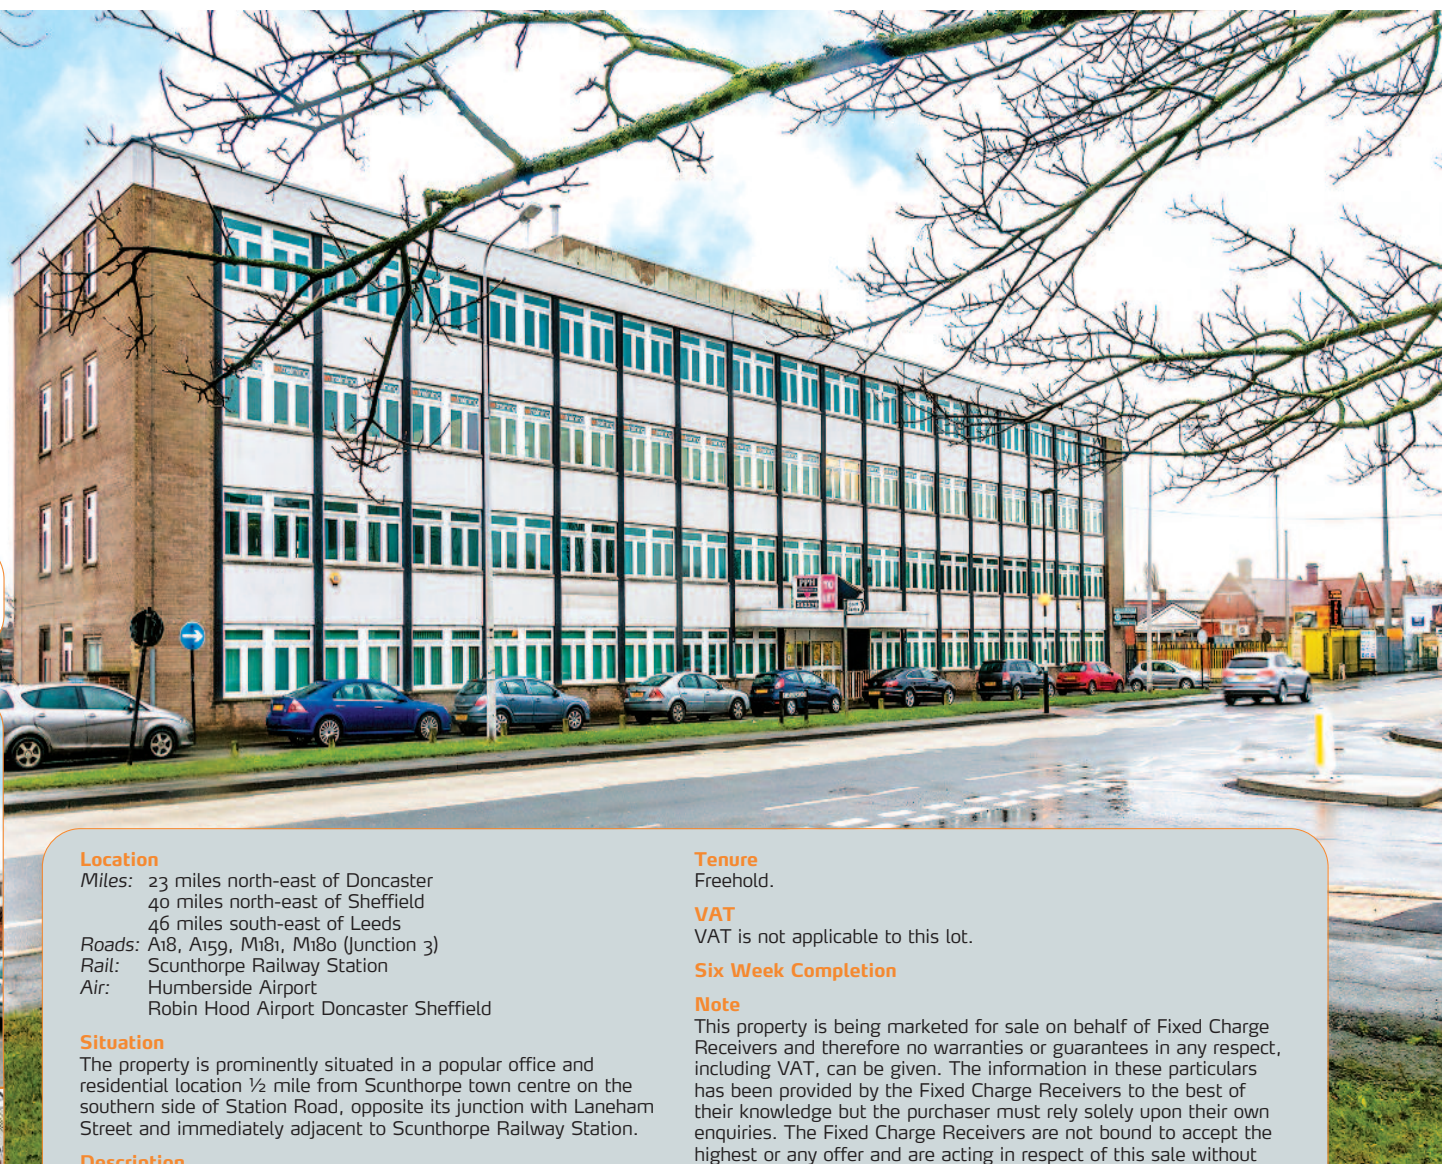 training
training
training
PPH
TO
LET
Location
Miles: 23 miles north-east of Doncaster
40 miles north-east of Sheffield
46 miles south-east of Leeds
Roads: A18, A159, M181, M180 (Junction 3)
Rail: Scunthorpe Railway Station
Air: Humberside Airport
Robin Hood Airport Doncaster Sheffield
Situation
The property is prominently situated in a popular office and
residential location ½ mile from Scunthorpe town centre on the
southern side of Station Road, opposite its junction with Laneham
Street and immediately adjacent to Scunthorpe Railway Station.
Description
Tenure
Freehold.
VAT
VAT is not applicable to this lot.
Six Week Completion
Note
This property is being marketed for sale on behalf of Fixed Charge
Receivers and therefore no warranties or guarantees in any respect,
including VAT, can be given. The information in these particulars
has been provided by the Fixed Charge Receivers to the best of
their knowledge but the purchaser must rely solely upon their own
enquiries. The Fixed Charge Receivers are not bound to accept the
highest or any offer and are acting in respect of this sale without